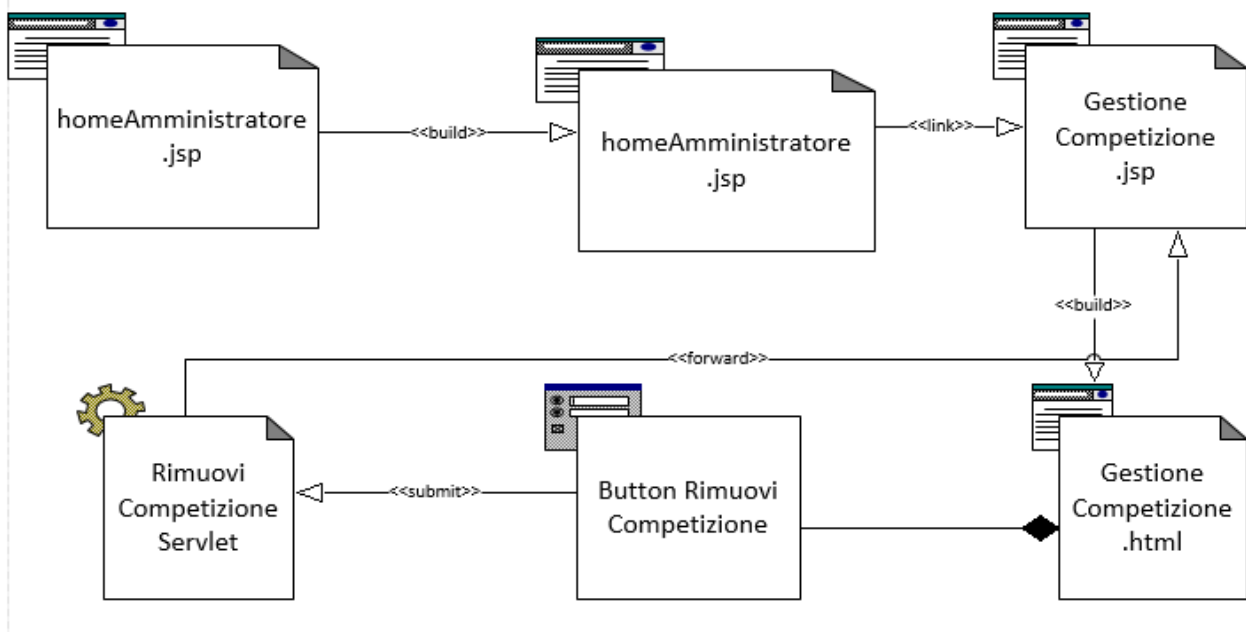 homeAmministratore
.jsp
<<build>>
homeAmministratore
.jsp
<<link>>
Gestione
Competizione
.jsp
<<build>>
<<forward>>
Rimuovi
Competizione
Servlet
<<submit>>
Button Rimuovi
Competizione
Gestione
Competizione
.html